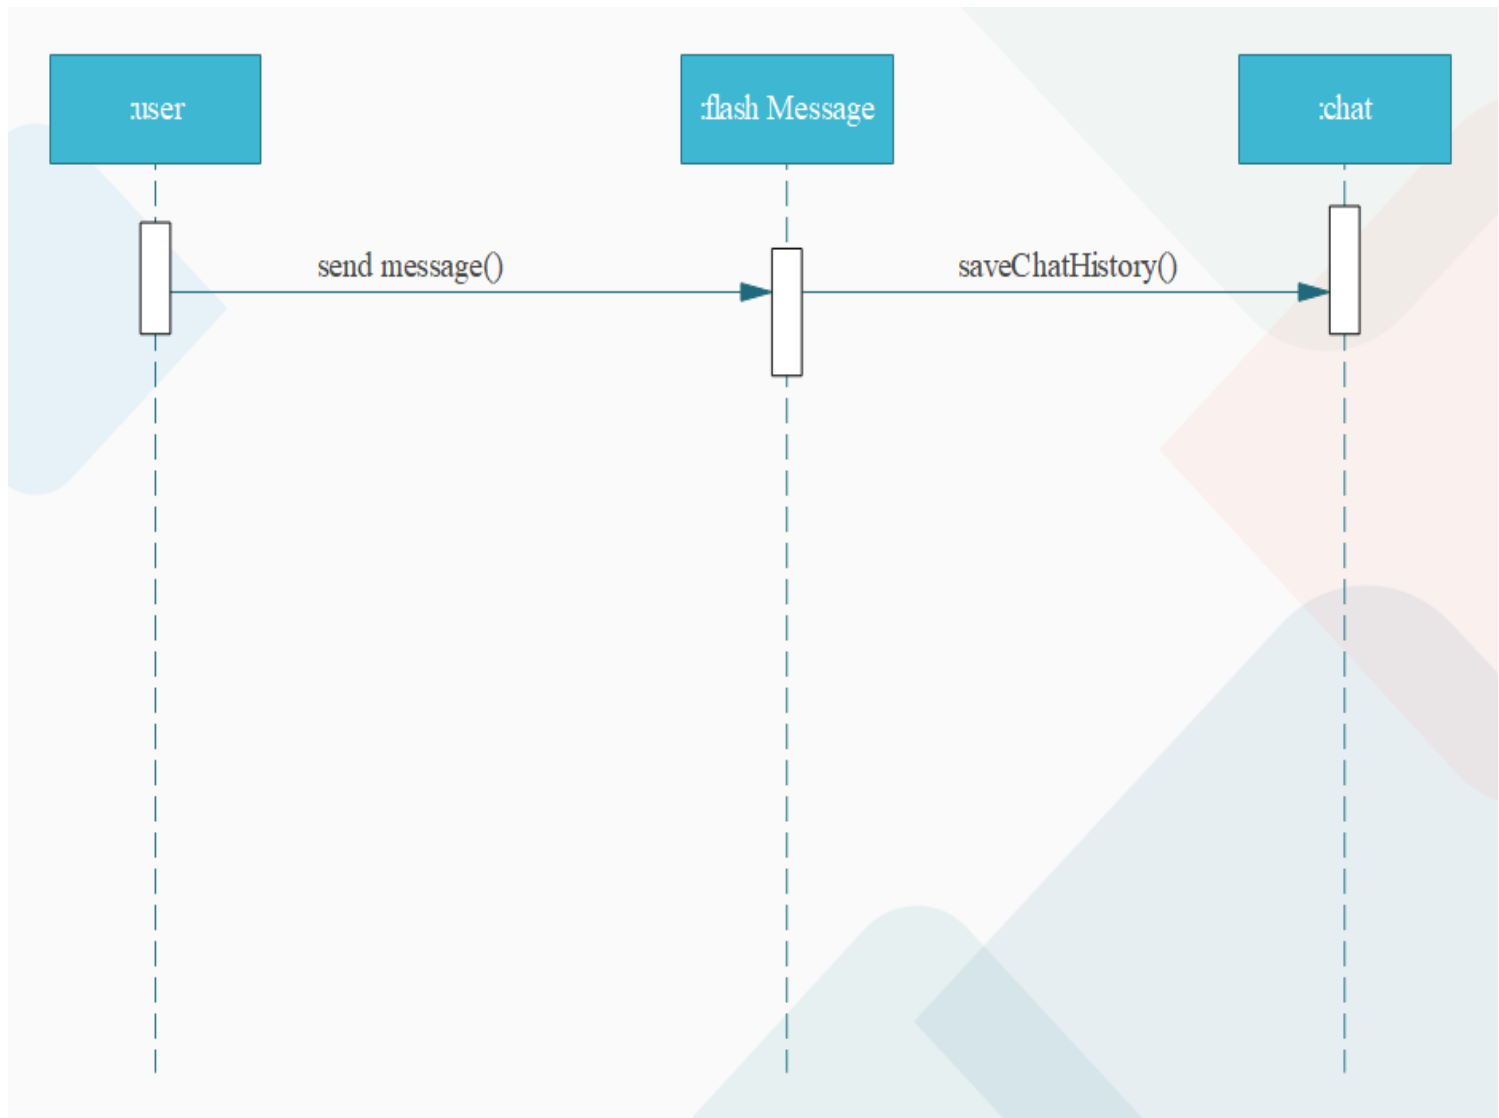 :user
:flash Message
:chat
send message()
saveChatHistory()